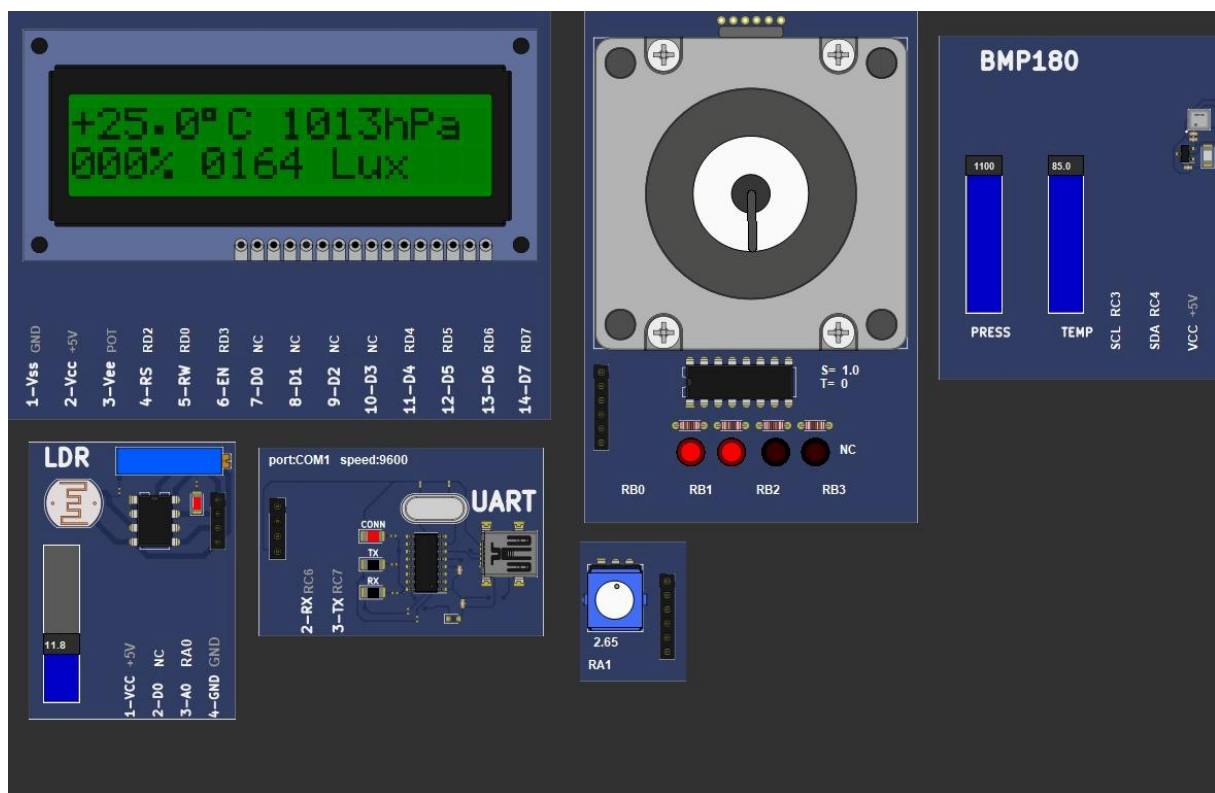 +25.0°C 1013hPa
000% 0164 Lux
1-Vss GND
2-Vcc +5V
3-Vee POT
4-RS RD2
5-RW RD0
6-EN RD3
7-D0 NC
8-D1 NC
9-D2 NC
10-D3 NC
11-D4 RD4
12-D5 RD5
13-D6 RD6
14-D7 RD7
S= 1.0
T= 0
NC
RB0 RB1 RB2 RB3
BMP180
1100 85.0
PRESS TEMP
SCL RC3
SDA RC4
VCC +5V
LDR
11.8
1-VCC +5V
2-D0 NC
3-A0 RA0
4-GND GND
port:COM1 speed:9600
UART
CONN
TX
RX
2-RX RC6
3-TX RC7
2.65
RA1